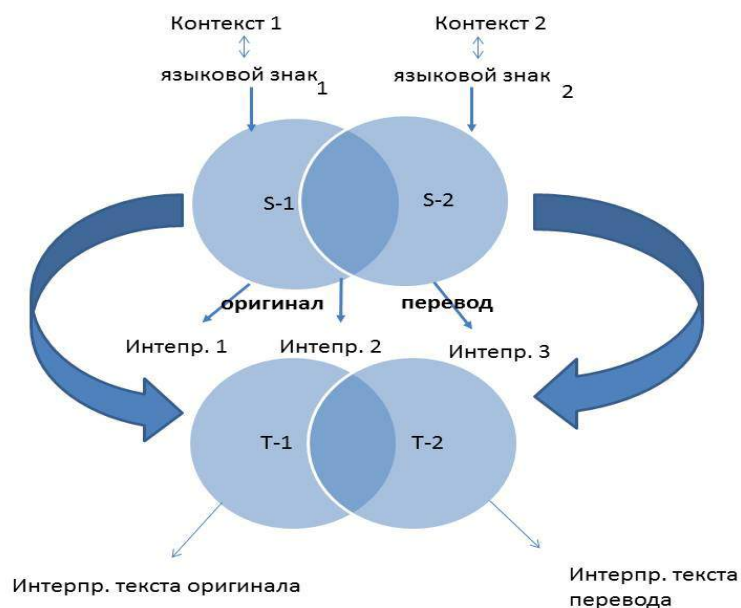 Контекст 1
Контекст 2
языковой знак 1
языковой знак 2
S-1
S-2
оригинал
перевод
Интепр. 1
Интепр. 2
Интепр. 3
T-1
T-2
Интерпр. текста оригинала
Интерпр. текста
перевода